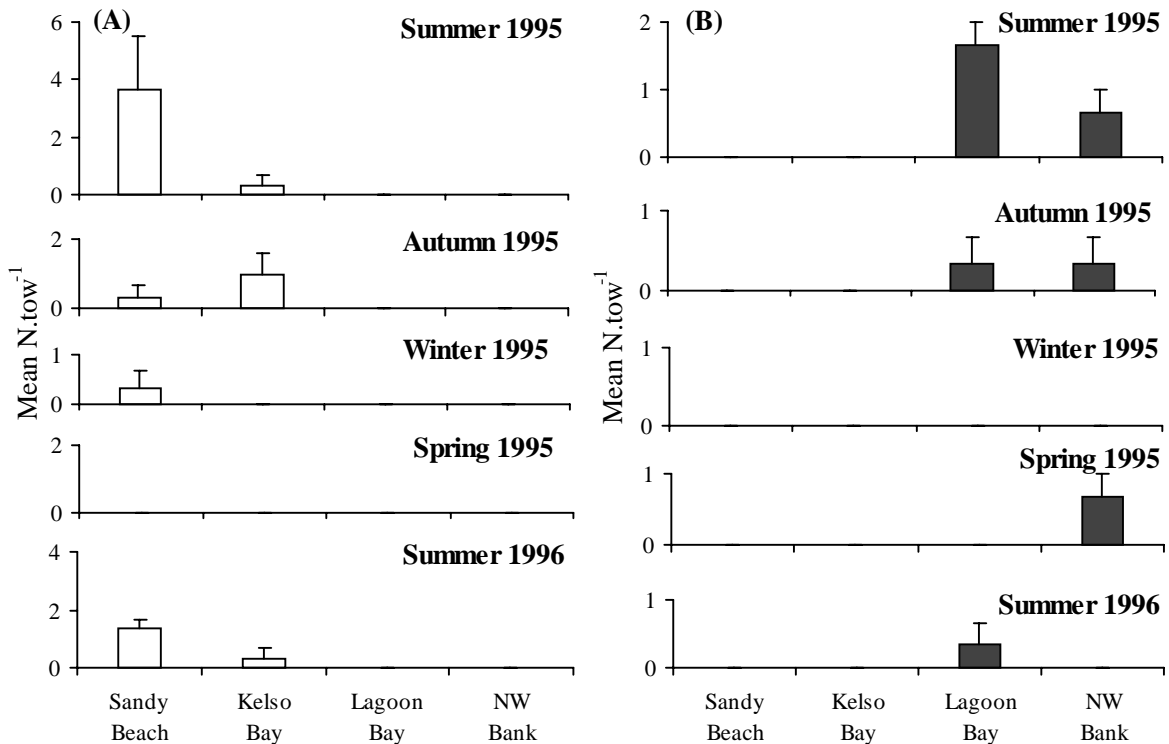 (A)
Summer 1995
6
4
2
0
Autumn 1995
2
0
Winter 1995
1
0
Spring 1995
2
0
Summer 1996
4
2
0
Mean N.tow-1
Sandy Beach
Kelso Bay
Lagoon Bay
NW Bank
(B)
Summer 1995
2
1
0
Autumn 1995
1
0
Winter 1995
1
0
Spring 1995
1
0
Summer 1996
1
0
Mean N.tow-1
Sandy Beach
Kelso Bay
Lagoon Bay
NW Bank